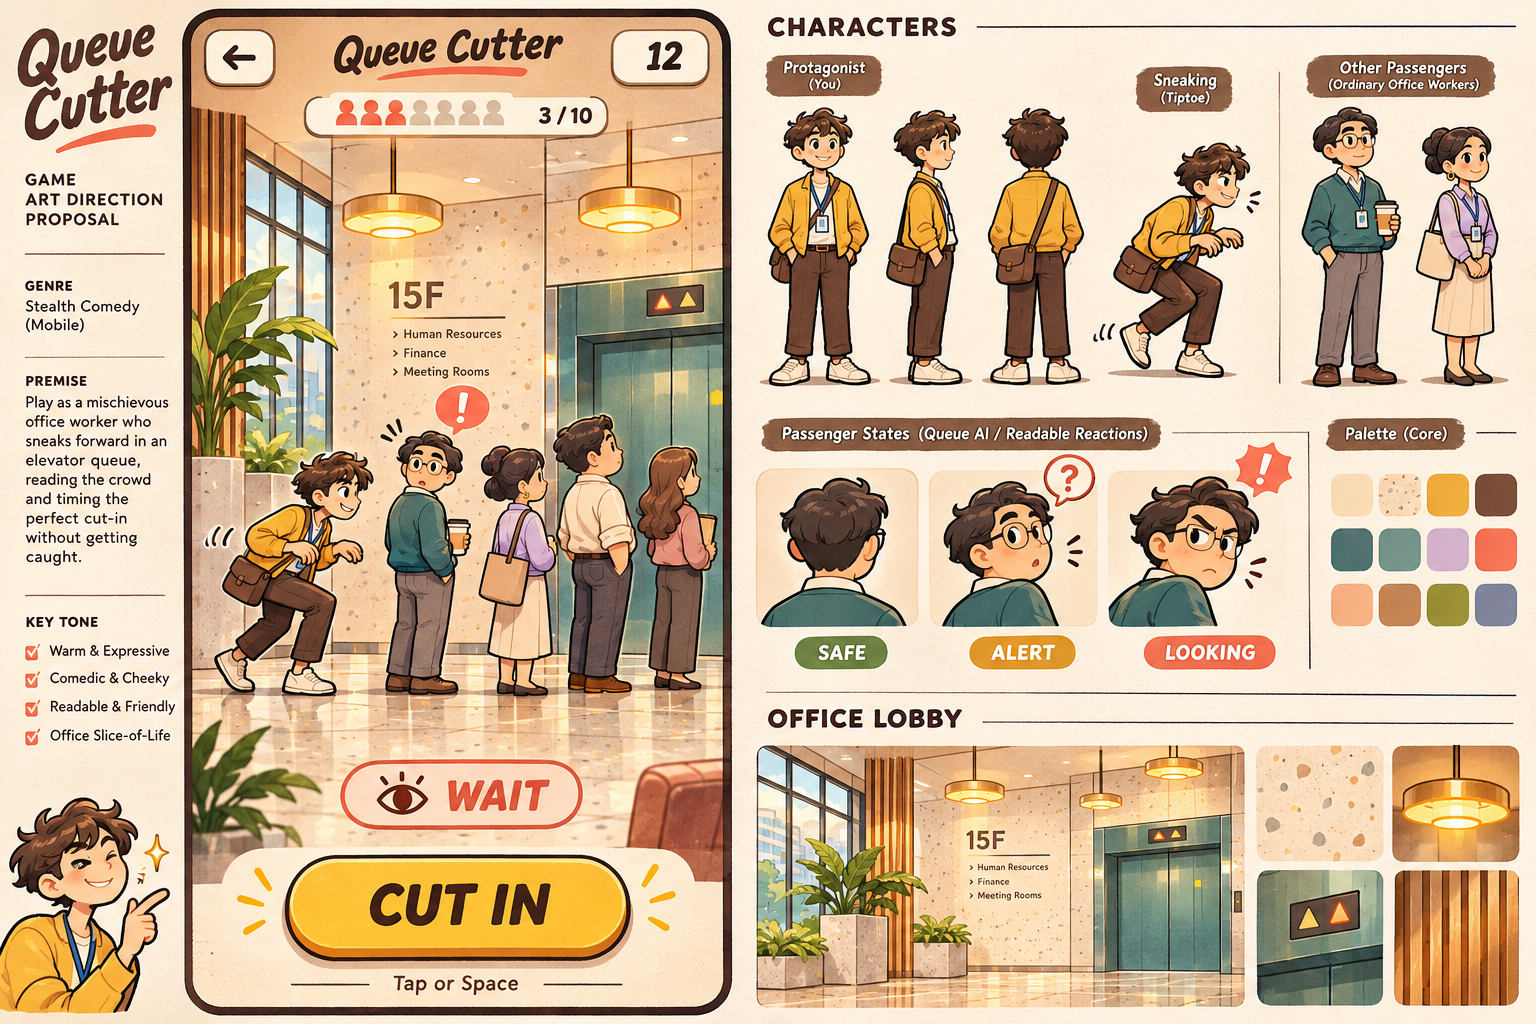 Queue
Cutter
GAME
ART DIRECTION
PROPOSAL
GENRE
Stealth Comedy
(Mobile)
PREMISE
Play as a mischievous
office worker who
sneaks forward in an
elevator queue,
reading the crowd
and timing the
perfect cut-in
without getting
caught.
KEY TONE
Warm & Expressive
Comedic & Cheeky
Readable & Friendly
Office Slice-of-Life
Queue Cutter
12
3 / 10
15F
> Human Resources
> Finance
> Meeting Rooms
!
WAIT
CUT IN
Tap or Space
CHARACTERS
Protagonist
(You)
Sneaking
(Tiptoe)
Other Passengers
(Ordinary Office Workers)
Passenger States (Queue AI / Readable Reactions)
?
!
SAFE
ALERT
LOOKING
Palette (Core)
OFFICE LOBBY
15F
> Human Resources
> Finance
> Meeting Rooms